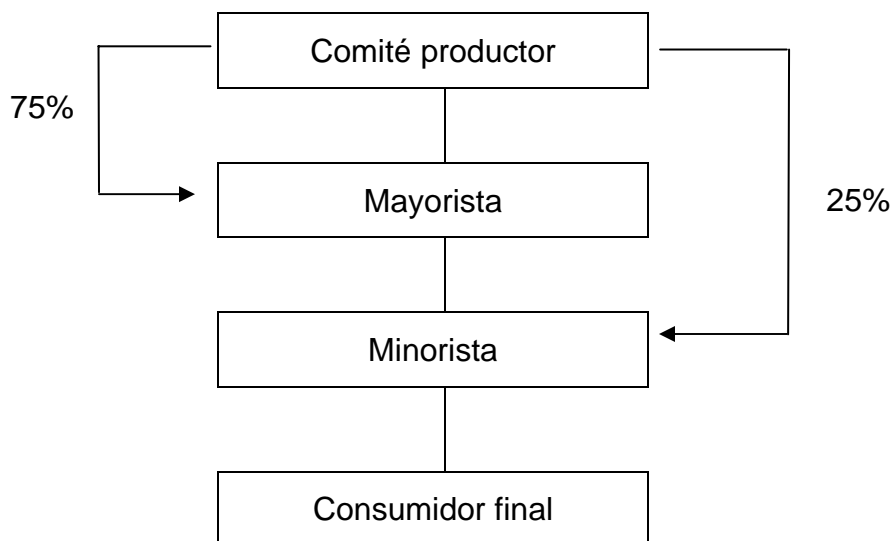 Comité productor
75%
Mayorista
25%
Minorista
Consumidor final